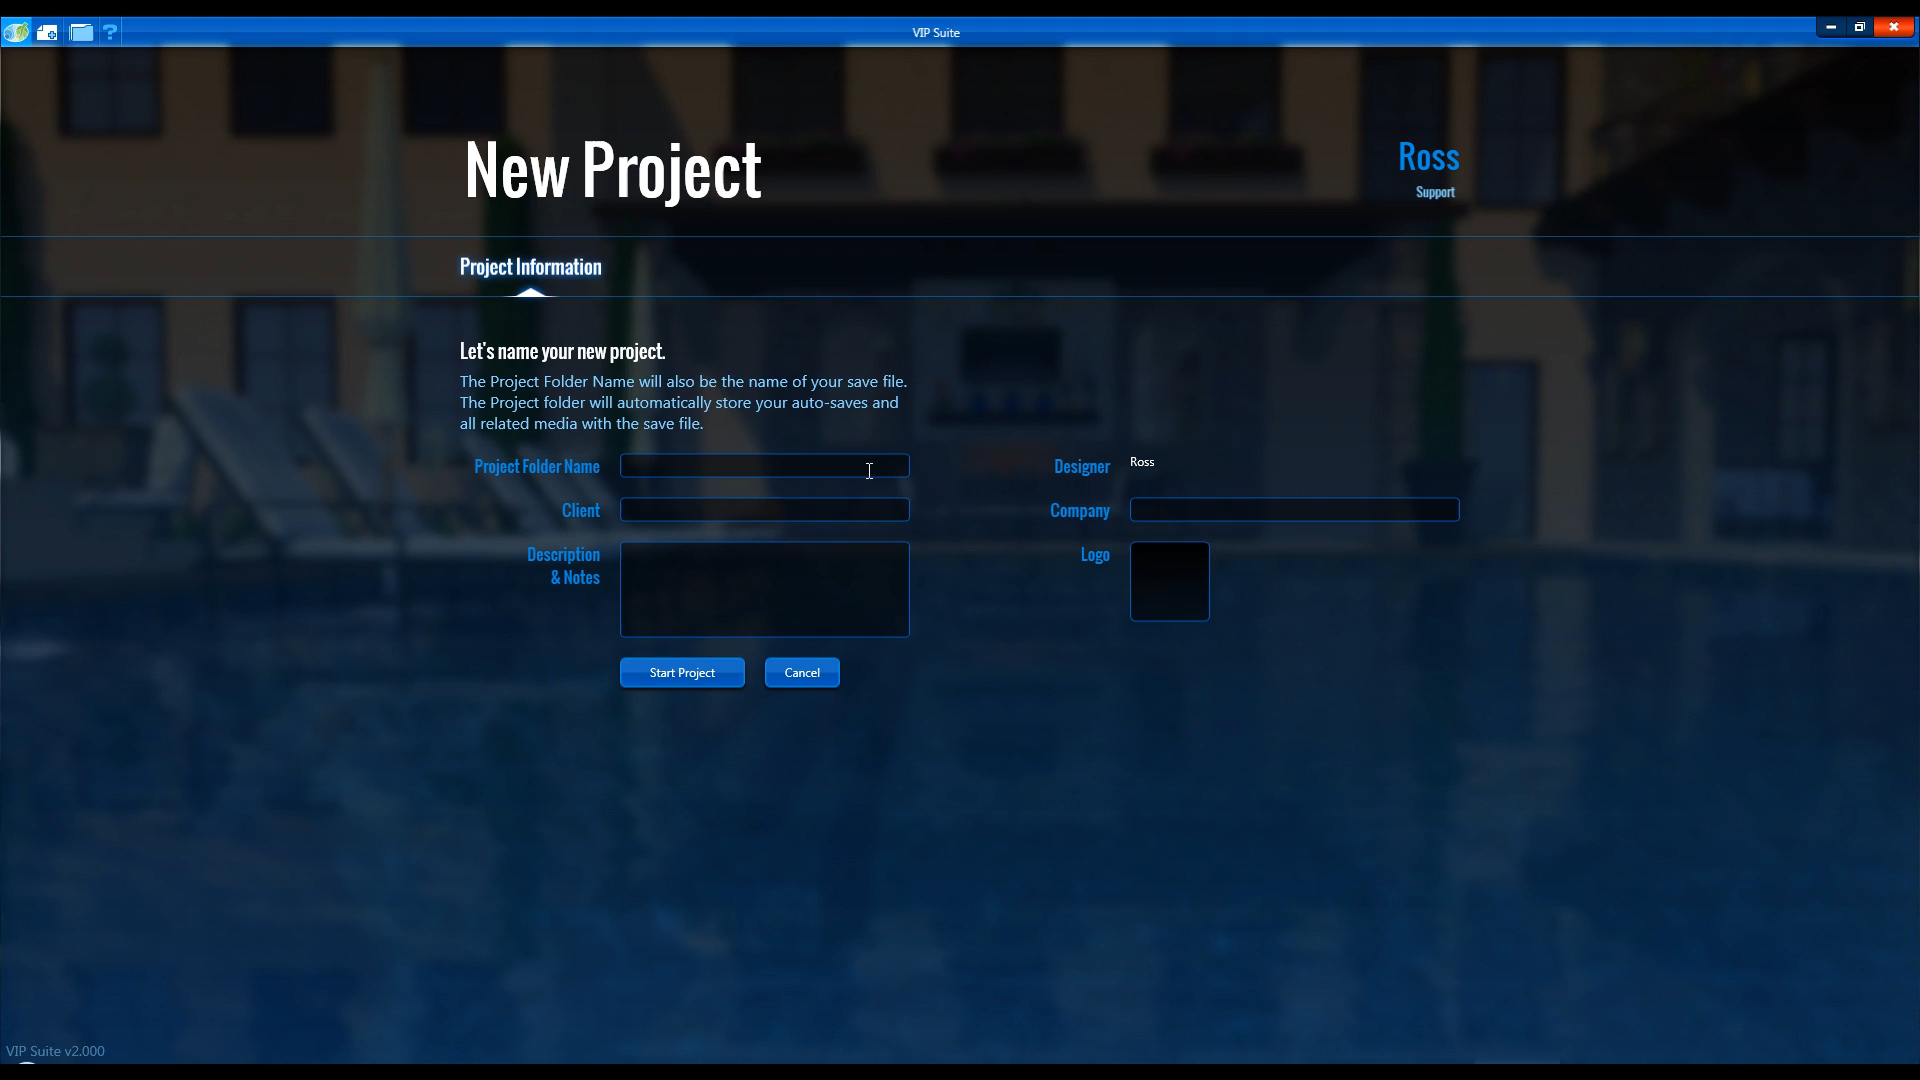 VIP Suite
New Project
Ross
Support
Project Information
Let's name your new project.
The Project Folder Name will also be the name of your save file.
The Project folder will automatically store your auto-saves and
all related media with the save file.
Project Folder Name
Designer
Ross
Client
Company
Description
& Notes
Logo
Start Project
Cancel
VIP Suite v2.000